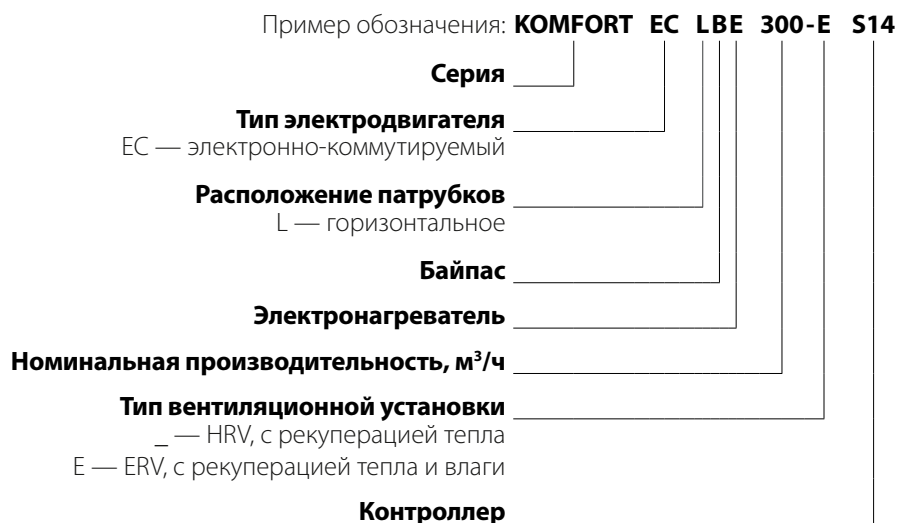 Пример обозначения: KOMFORT EC LBE 300-E S14
Серия
Тип электродвигателя
EC — электронно-коммутируемый
Расположение патрубков
L — горизонтальное
Байпас
Электронагреватель
Номинальная производительность, м³/ч
Тип вентиляционной установки
_ — HRV, с рекуперацией тепла
E — ERV, с рекуперацией тепла и влаги
Контроллер